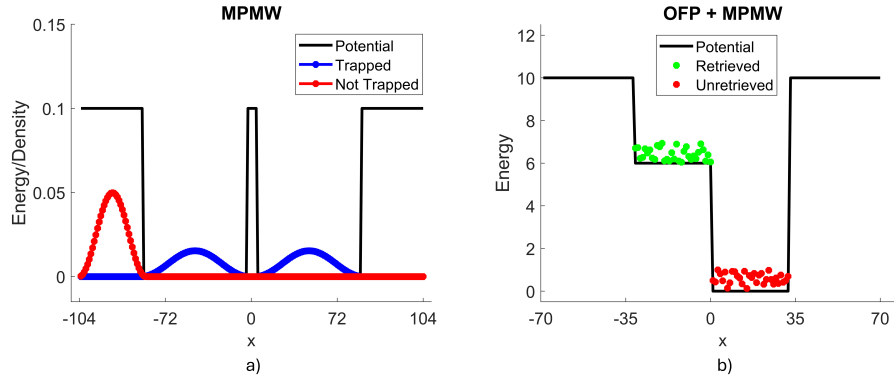 MPMW
0.15
0.1
0.05
0
Energy/Density
Potential
Trapped
Not Trapped
-104
-72
0
72
104
x
a)
OFP + MPMW
12
10
8
6
4
2
0
Energy
Potential
Retrieved
Unretrieved
-70
-35
0
35
70
x
b)